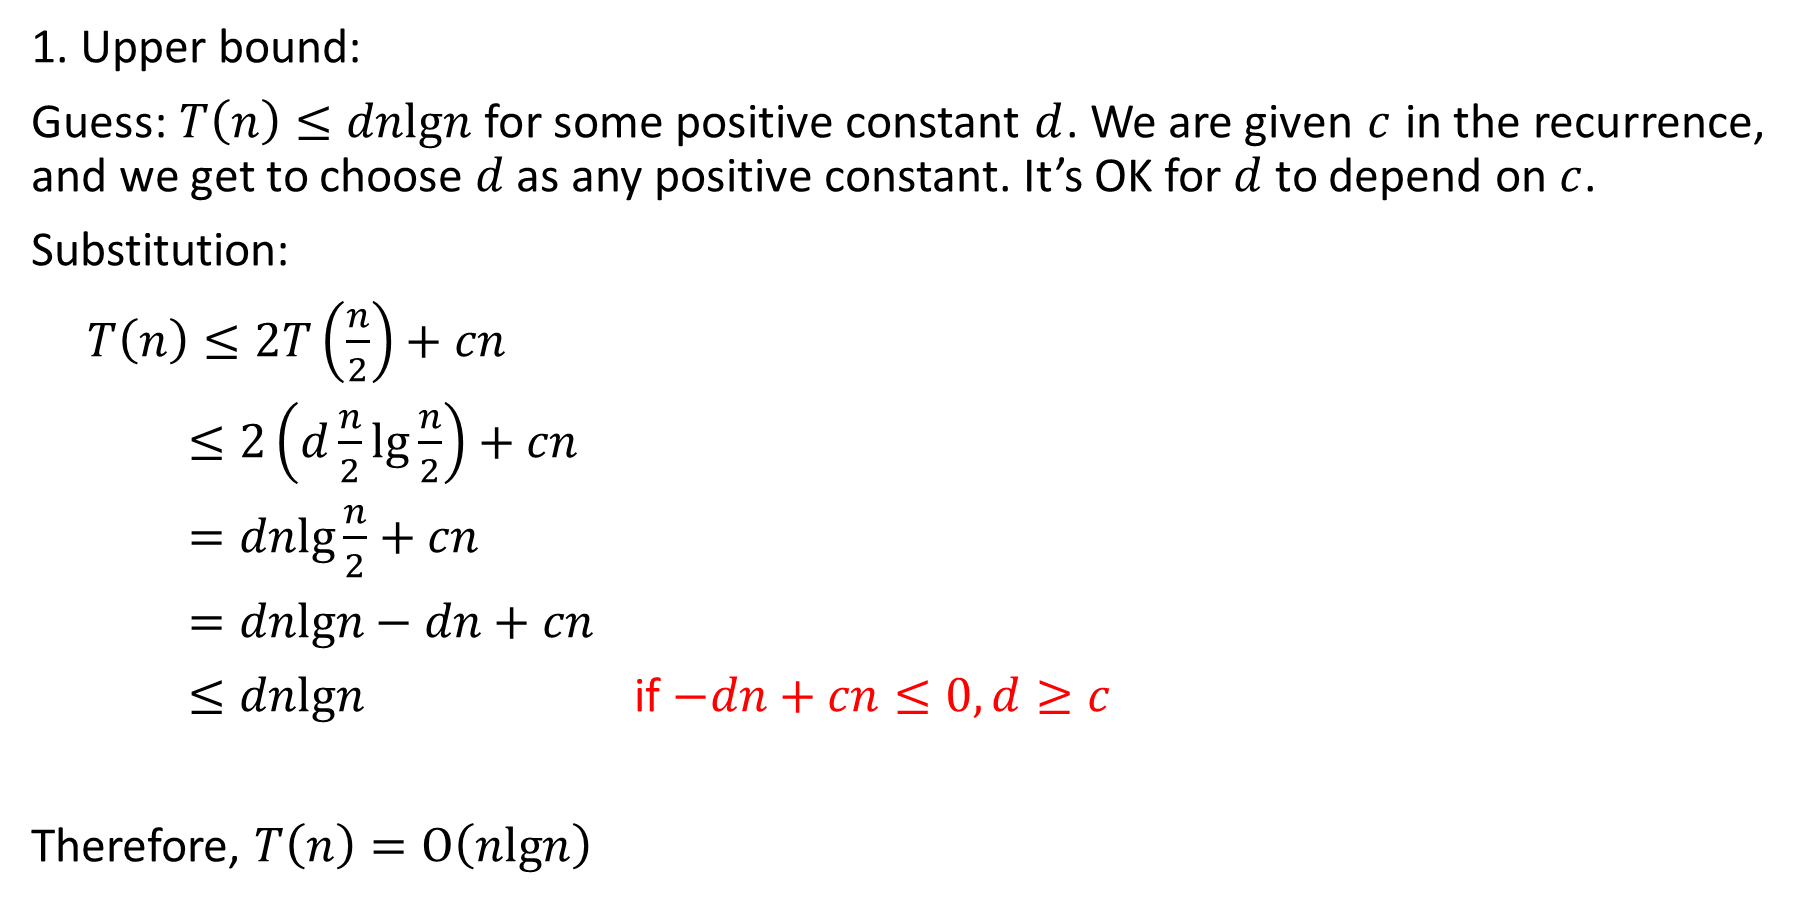 1. Upper bound:
Guess: T(n) ≤ dnlgn for some positive constant d. We are given c in the recurrence,
and we get to choose d as any positive constant. It’s OK for d to depend on c.
Substitution:
T(n) ≤ 2T(n/2) + cn
≤ 2(d n/2 lg n/2) + cn
= dnlg n/2 + cn
= dnlgn − dn + cn
≤ dnlgn if −dn + cn ≤ 0, d ≥ c
Therefore, T(n) = O(nlgn)